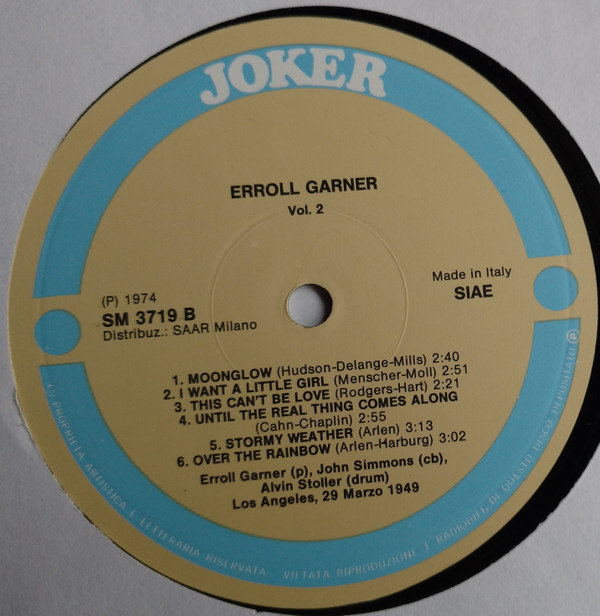 JOKER
ERROLL GARNER
Vol. 2
(P) 1974
SM 3719 B
Distribuz.: SAAR Milano
Made in Italy
SIAE
1. MOONGLOW (Hudson-Delange-Mills) 2:40
2. I WANT A LITTLE GIRL (Menscher-Moll) 2:51
3. THIS CAN'T BE LOVE (Rodgers-Hart) 2:21
4. UNTIL THE REAL THING COMES ALONG
(Cahn-Chaplin) 2:55
5. STORMY WEATHER (Arlen) 3:13
6. OVER THE RAINBOW (Arlen-Harburg) 3:02
Erroll Garner (p), John Simmons (cb),
Alvin Stoller (drum)
Los Angeles, 29 Marzo 1949
PROPRIETA ARTISTICA E LETTERARIA RISERVATA VIETATA RIPRODUZIONE E RADIODIFF. DI QUESTO DISCO DEPOSITATO Ⓟ